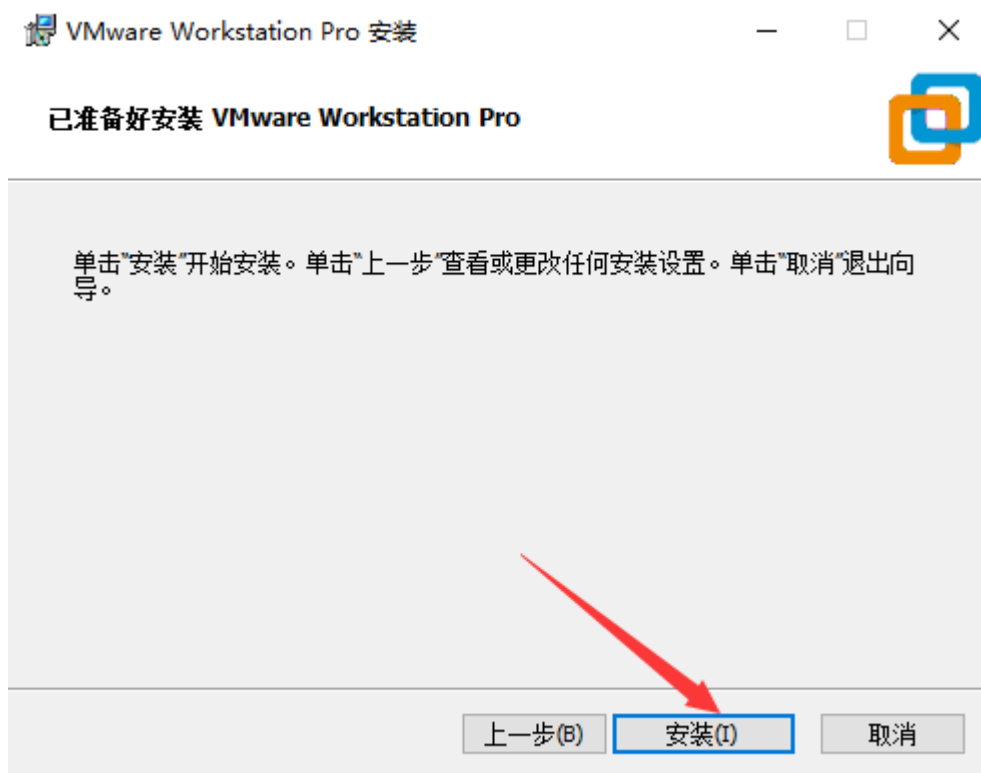 VMware Workstation Pro 安装
已准备好安装 VMware Workstation Pro
单击"安装"开始安装。单击"上一步"查看或更改任何安装设置。单击"取消"退出向
导。
上一步(B) 安装(I) 取消